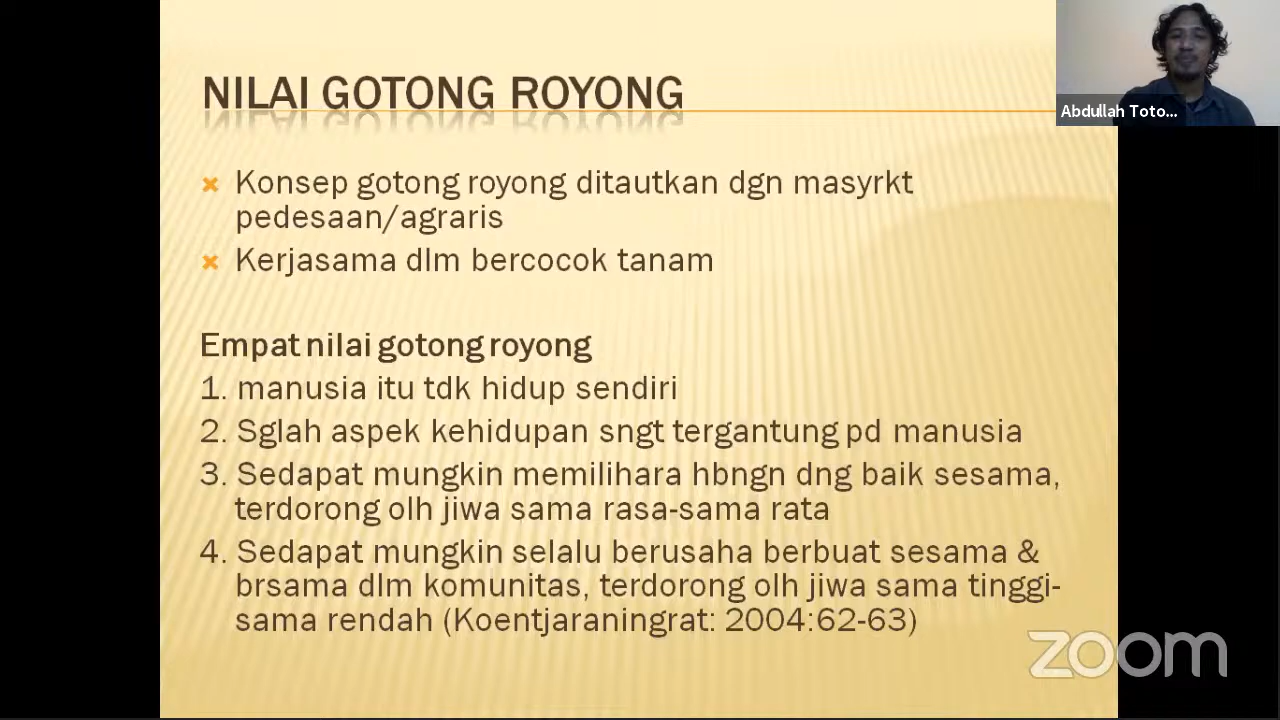 NILAI GOTONG ROYONG
Abdullah Toto...
Konsep gotong royong ditautkan dgn masyrkt
pedesaan/agraris
Kerjasama dlm bercocok tanam
Empat nilai gotong royong
1. manusia itu tdk hidup sendiri
2. Sglah aspek kehidupan sngt tergantung pd manusia
3. Sedapat mungkin memilihara hbngn dng baik sesama,
terdorong olh jiwa sama rasa-sama rata
4. Sedapat mungkin selalu berusaha berbuat sesama &
brsama dlm komunitas, terdorong olh jiwa sama tinggi-
sama rendah (Koentjaraningrat: 2004:62-63)
zoom